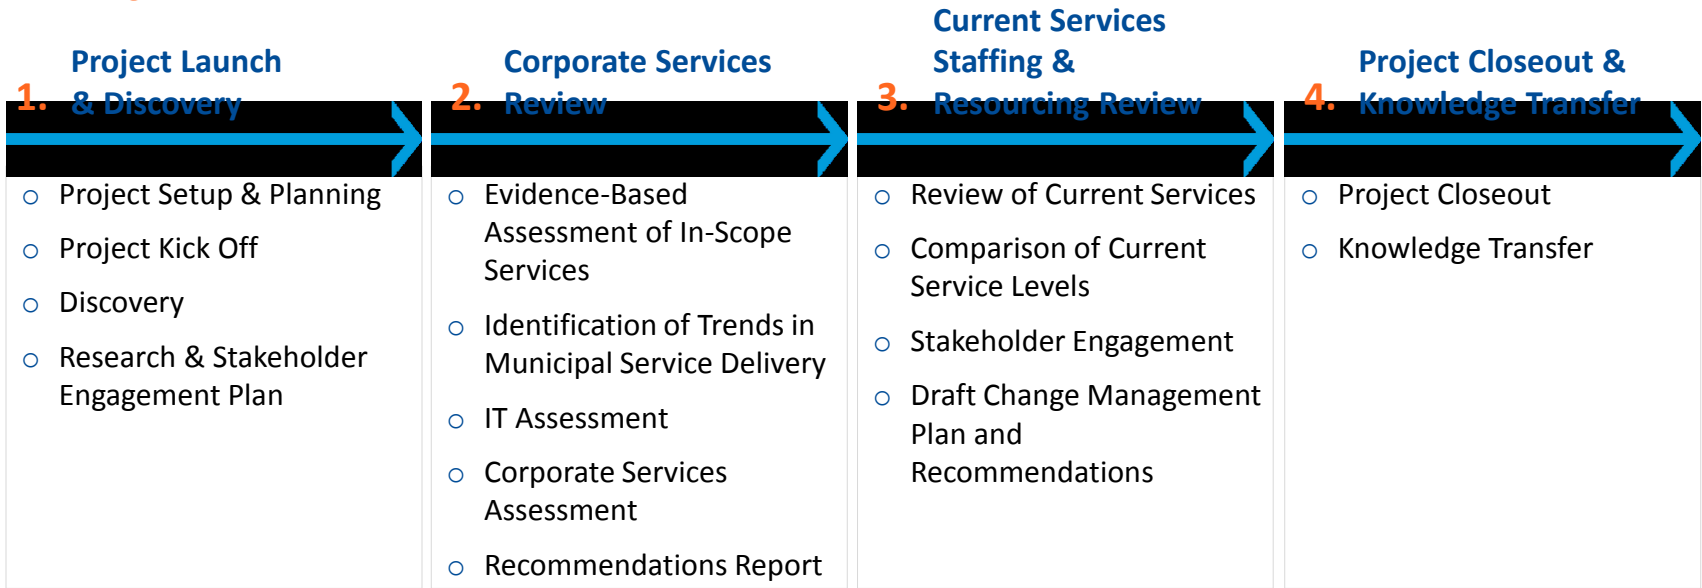 1. Project Launch
& Discovery
o Project Setup & Planning
o Project Kick Off
o Discovery
o Research & Stakeholder
Engagement Plan
2. Corporate Services
Review
o Evidence-Based
Assessment of In-Scope
Services
o Identification of Trends in
Municipal Service Delivery
o IT Assessment
o Corporate Services
Assessment
o Recommendations Report
3. Current Services
Staffing &
Resourcing Review
o Review of Current Services
o Comparison of Current
Service Levels
o Stakeholder Engagement
o Draft Change Management
Plan and
Recommendations
4. Project Closeout &
Knowledge Transfer
o Project Closeout
o Knowledge Transfer